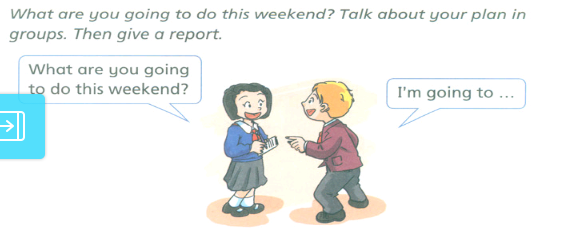 What are you going to do this weekend? Talk about your plan in
groups. Then give a report.
What are you going
to do this weekend?
I'm going to ...